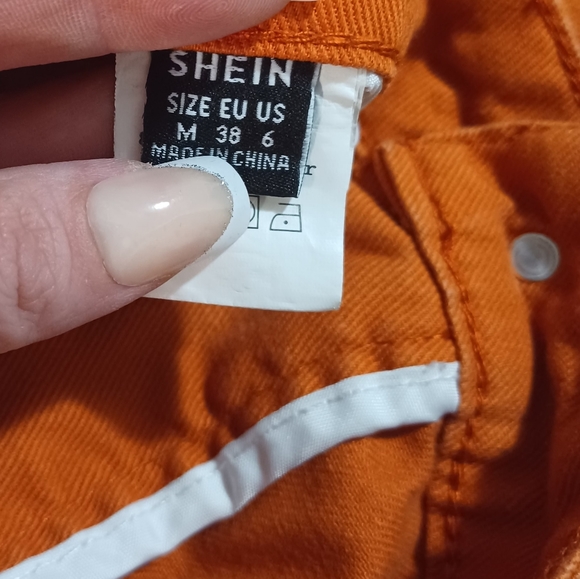 SHEIN
SIZE EU US
M 38 6
MADE IN CHINA
r